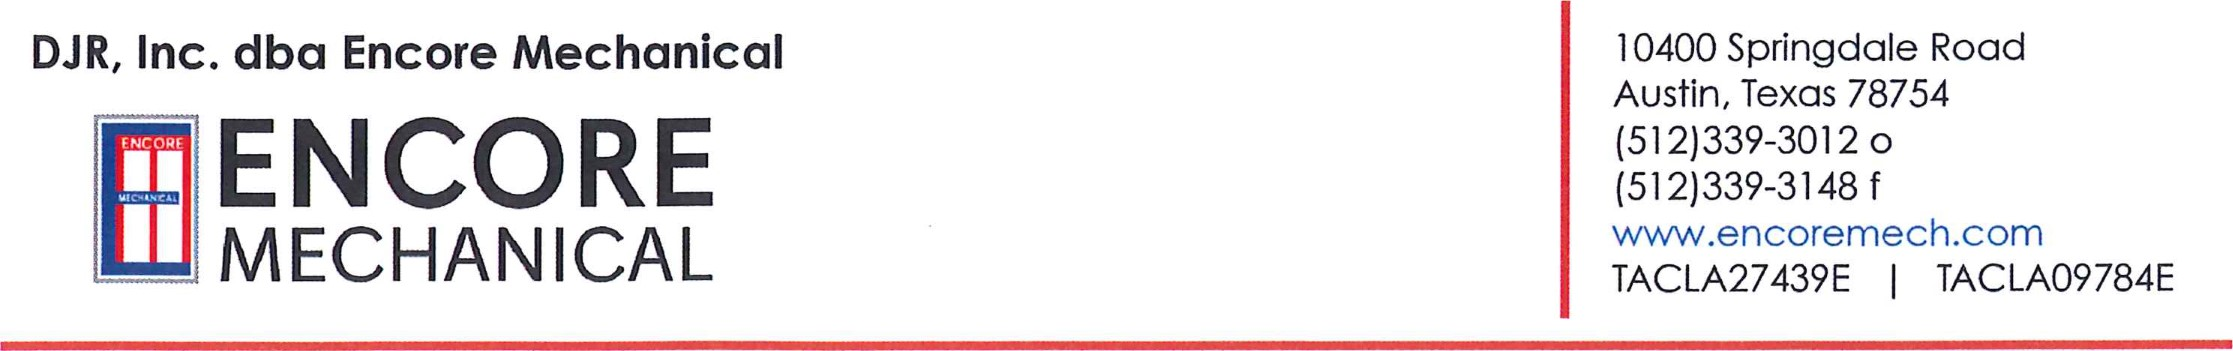 DJR, Inc. dba Encore Mechanical
ENCORE
MECHANICAL
ENCORE
MECHANICAL
10400 Springdale Road
Austin, Texas 78754
(512)339-3012 o
(512)339-3148 f
www.encoremech.com
TACLA27439E | TACLA09784E